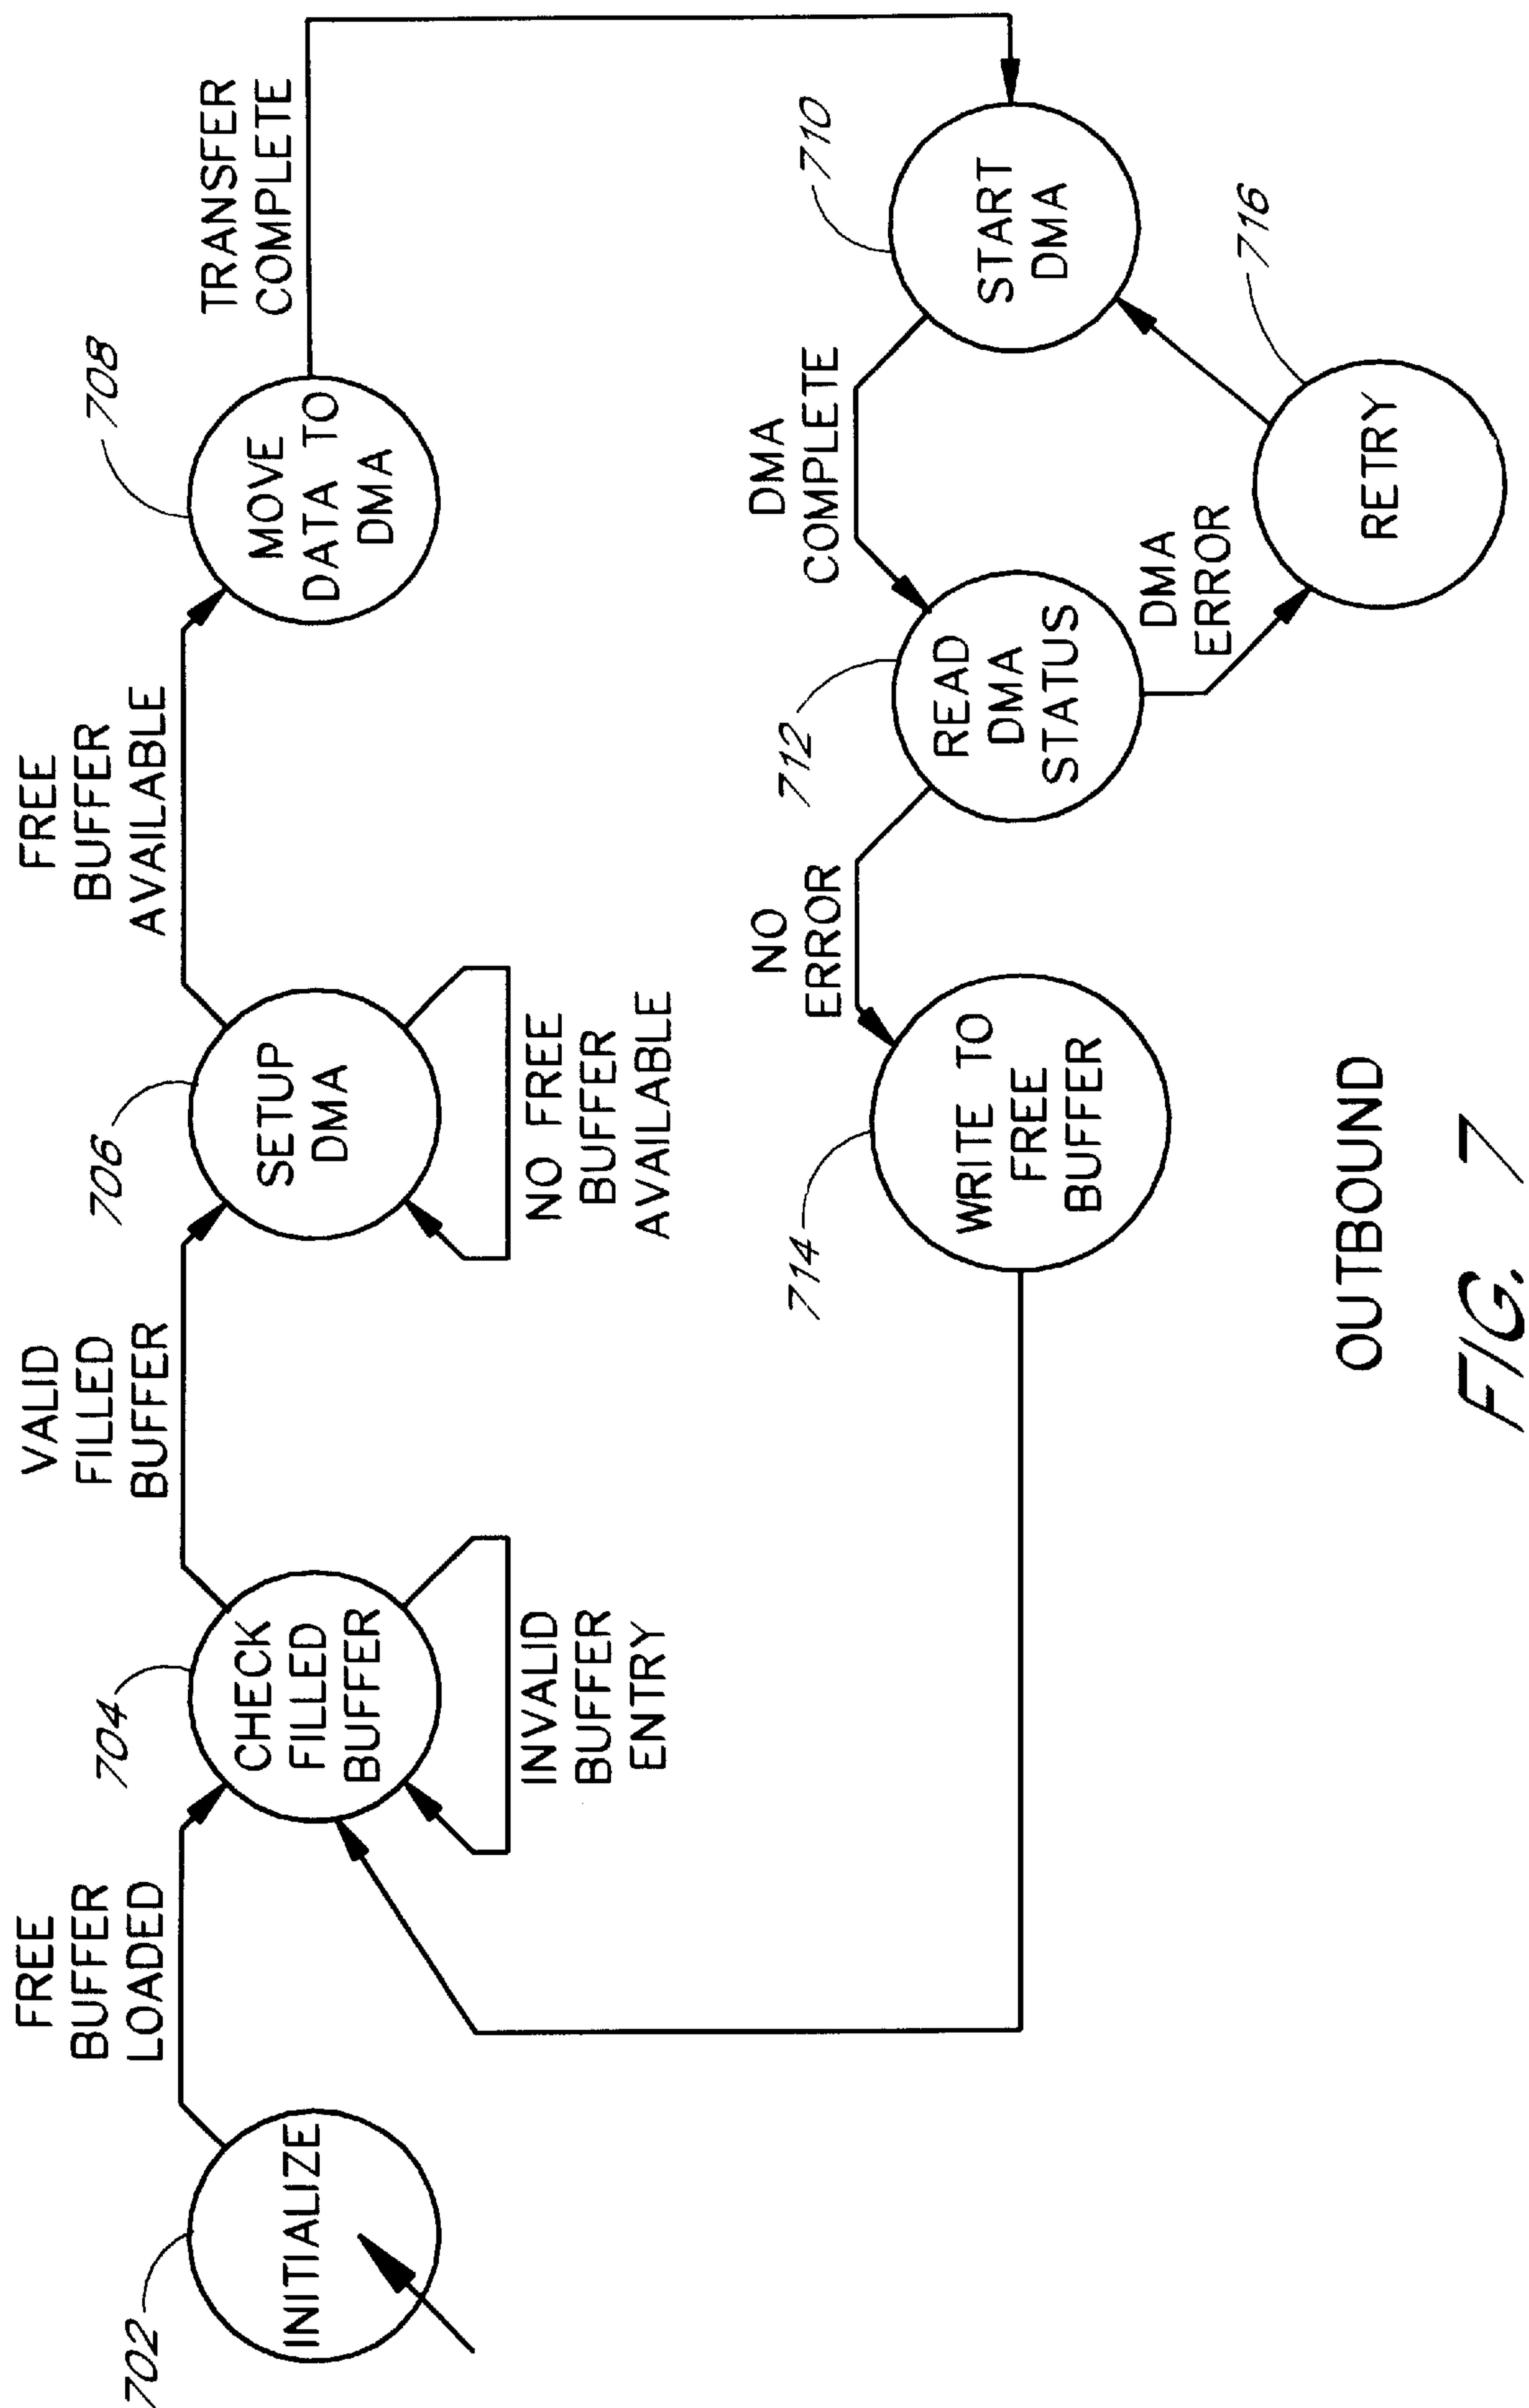 FREE
BUFFER
LOADED
VALID
FILLED
BUFFER
FREE
BUFFER
AVAILABLE
TRANSFER
COMPLETE
702
INITIALIZE
704
CHECK
FILLED
BUFFER
INVALID
BUFFER
ENTRY
706
SETUP
DMA
NO FREE
BUFFER
AVAILABLE
708
MOVE
DATA TO
DMA
714
WRITE TO
FREE
BUFFER
NO
ERROR
712
READ
DMA
STATUS
DMA
COMPLETE
710
START
DMA
DMA
ERROR
716
RETRY
OUTBOUND
FIG. 7